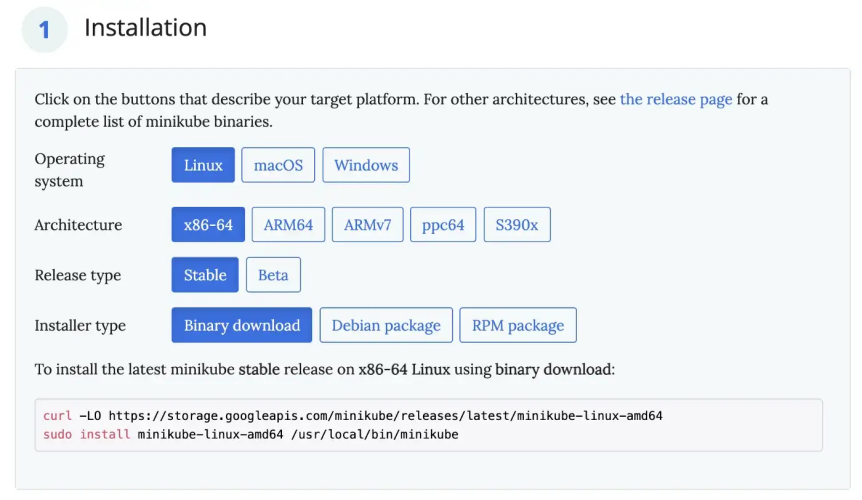 1 Installation
Click on the buttons that describe your target platform. For other architectures, see the release page for a
complete list of minikube binaries.
Operating
system
Linux macOS Windows
Architecture x86-64 ARM64 ARMv7 ppc64 S390x
Release type Stable Beta
Installer type Binary download Debian package RPM package
To install the latest minikube stable release on x86-64 Linux using binary download:
curl -LO https://storage.googleapis.com/minikube/releases/latest/minikube-linux-amd64
sudo install minikube-linux-amd64 /usr/local/bin/minikube